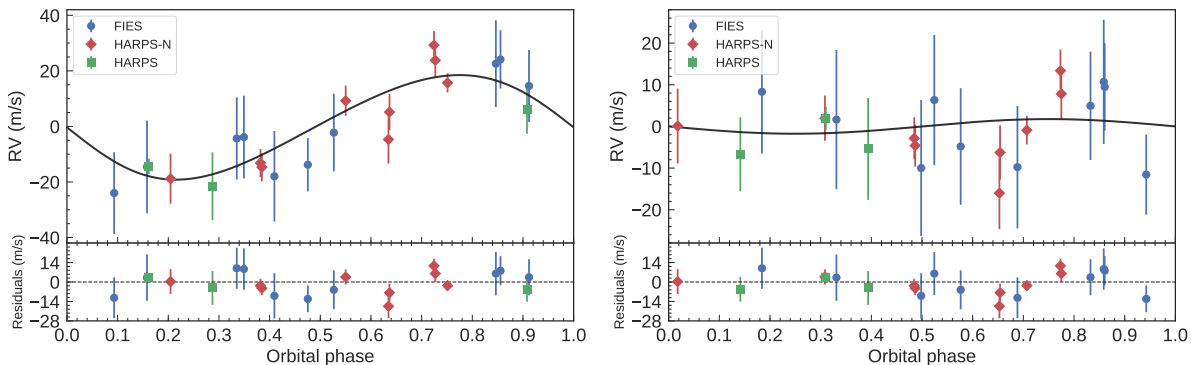 40
20
0
−20
−40
RV (m/s)
FIES
HARPS-N
HARPS
14
0
−14
−28
Residuals (m/s)
0.0 0.1 0.2 0.3 0.4 0.5 0.6 0.7 0.8 0.9 1.0
Orbital phase
20
10
0
−10
−20
RV (m/s)
FIES
HARPS-N
HARPS
14
0
−14
−28
Residuals (m/s)
0.0 0.1 0.2 0.3 0.4 0.5 0.6 0.7 0.8 0.9 1.0
Orbital phase